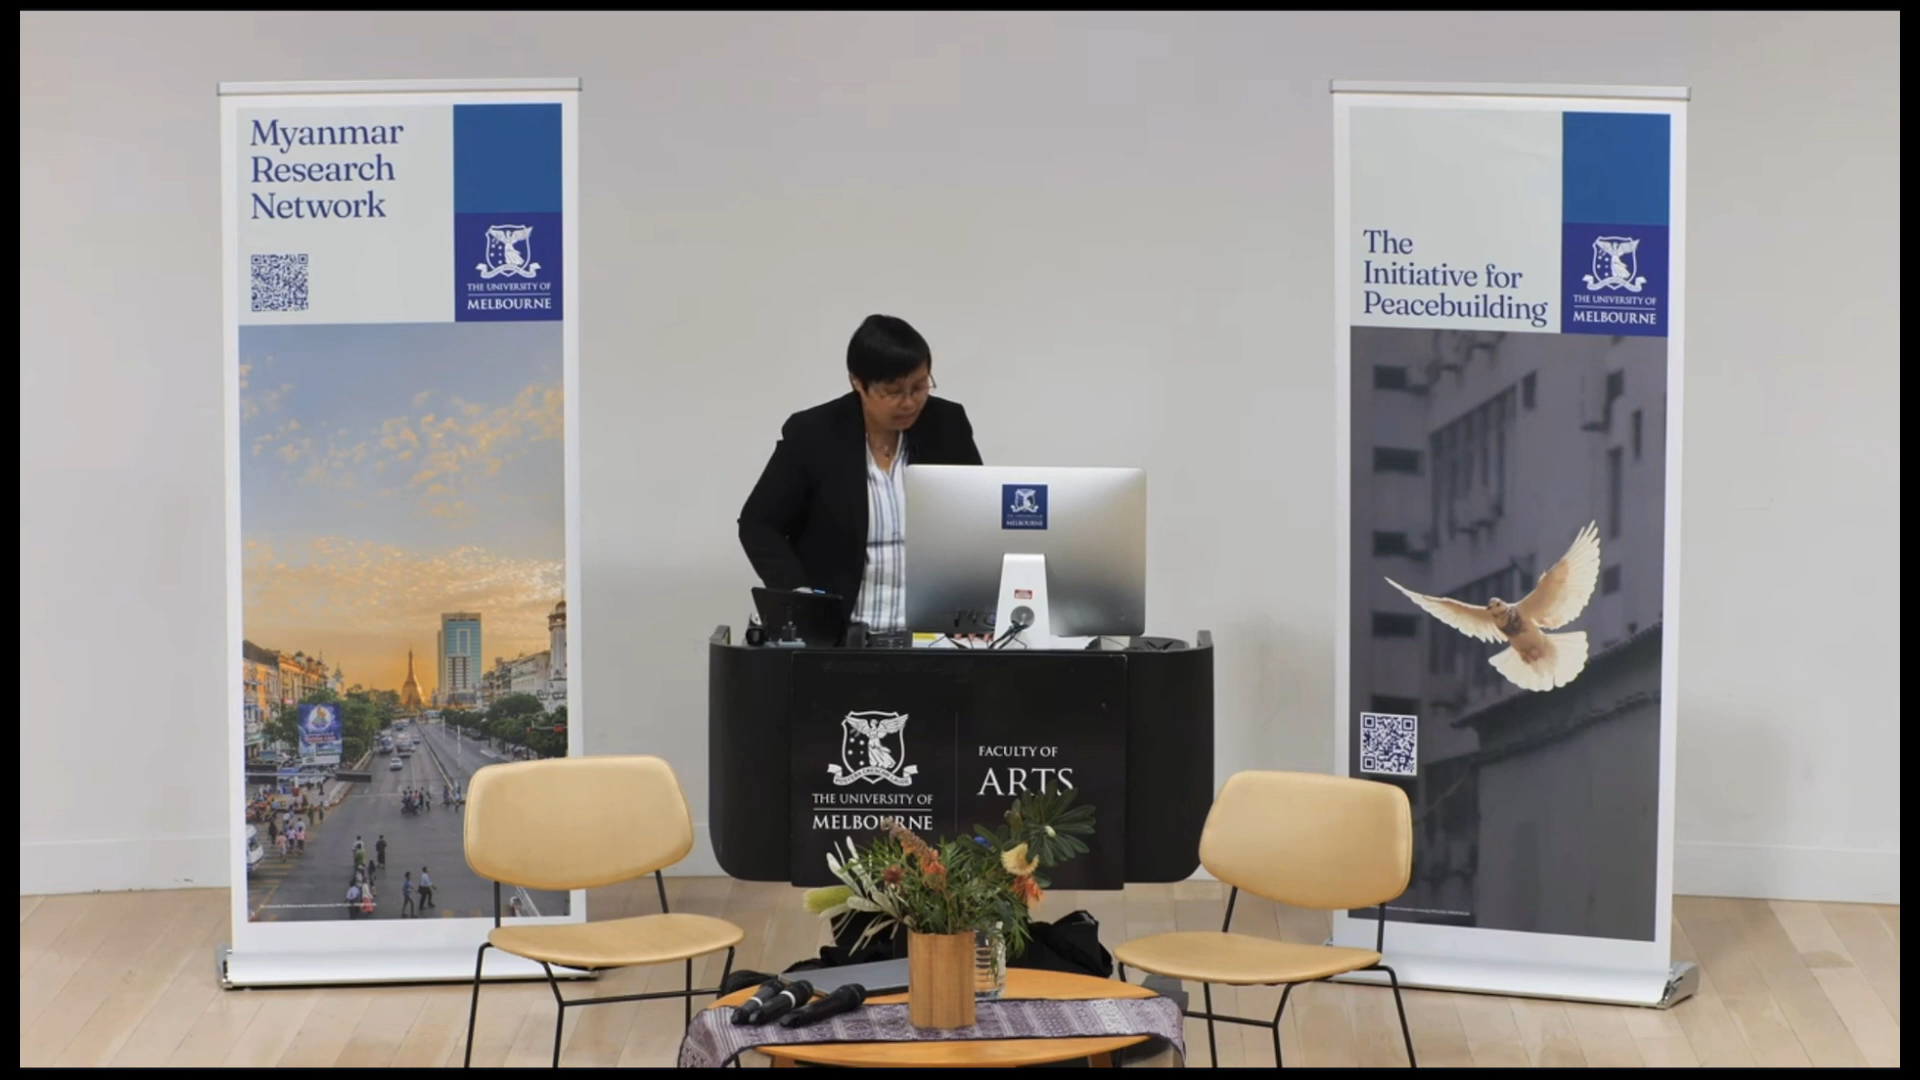 Myanmar
Research
Network
THE UNIVERSITY OF
MELBOURNE
The
Initiative for
Peacebuilding
THE UNIVERSITY OF
MELBOURNE
MELBOURNE
THE UNIVERSITY OF
MELBOURNE
FACULTY OF
ARTS